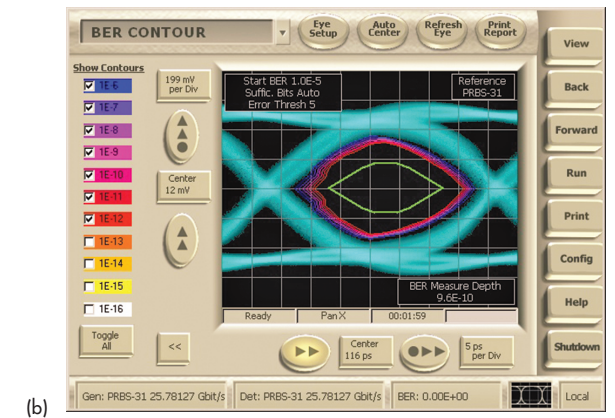 BER CONTOUR
Eye
Setup
Auto
Center
Refresh
Eye
Print
Report
View
Back
Forward
Run
Print
Config
Help
Shutdown
Show Contours
1E-6
1E-7
1E-8
1E-9
1E-10
1E-11
1E-12
1E-13
1E-14
1E-15
1E-16
Toggle
All
199 mV
per Div
Center
12 mV
<<
Start BER 1.0E-5
Suffic. Bits Auto
Error Thresh 5
Reference
PRBS-31
BER Measure Depth
9.6E-10
Ready
Pan X
00:01:59
Center
116 ps
5 ps
per Div
Gen: PRBS-31 25.78127 Gbit/s
Det: PRBS-31 25.78127 Gbit/s
BER: 0.00E+00
Local
(b)